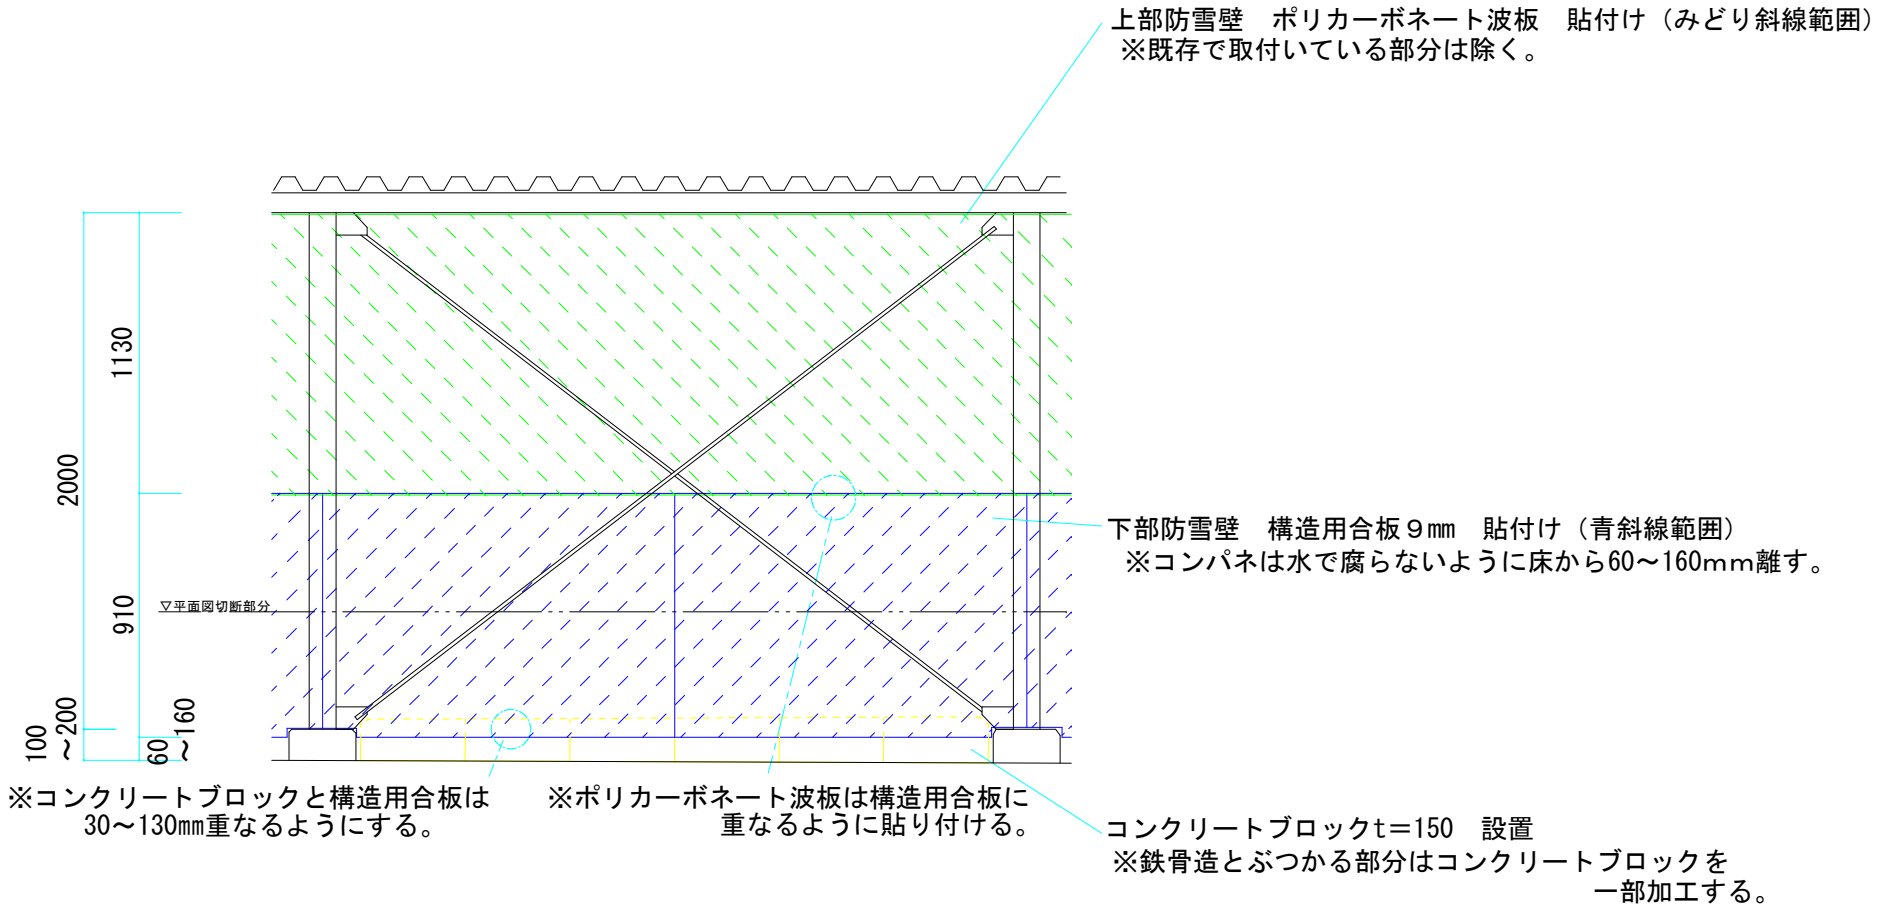 上部防雪壁　ポリカーボネート波板　貼付け（みどり斜線範囲）
※既存で取付いている部分は除く。
1130
2000
下部防雪壁　構造用合板９㎜　貼付け（青斜線範囲）
※コンパネは水で腐らないように床から60～160ｍｍ離す。
910
▽平面図切断部分
100
～200
60
～160
※コンクリートブロックと構造用合板は
30～130㎜重なるようにする。
※ポリカーボネート波板は構造用合板に
重なるように貼り付ける。
コンクリートブロックt＝150　設置
※鉄骨造とぶつかる部分はコンクリートブロックを
一部加工する。